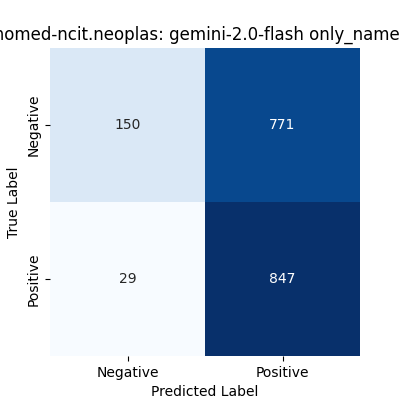 nomed-ncit.neoplas: gemini-2.0-flash only_name
Negative
150
771
True Label
Positive
29
847
Negative
Positive
Predicted Label